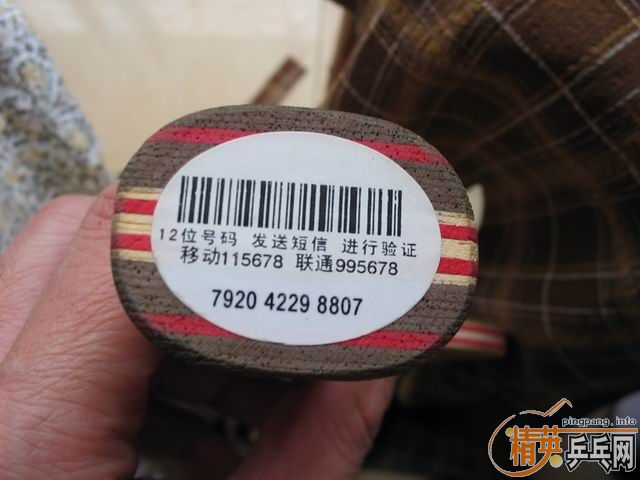 12位号码 发送短信 进行验证
移动115678 联通995678
7920 4229 8807
pingpang.info
精英乒乓网